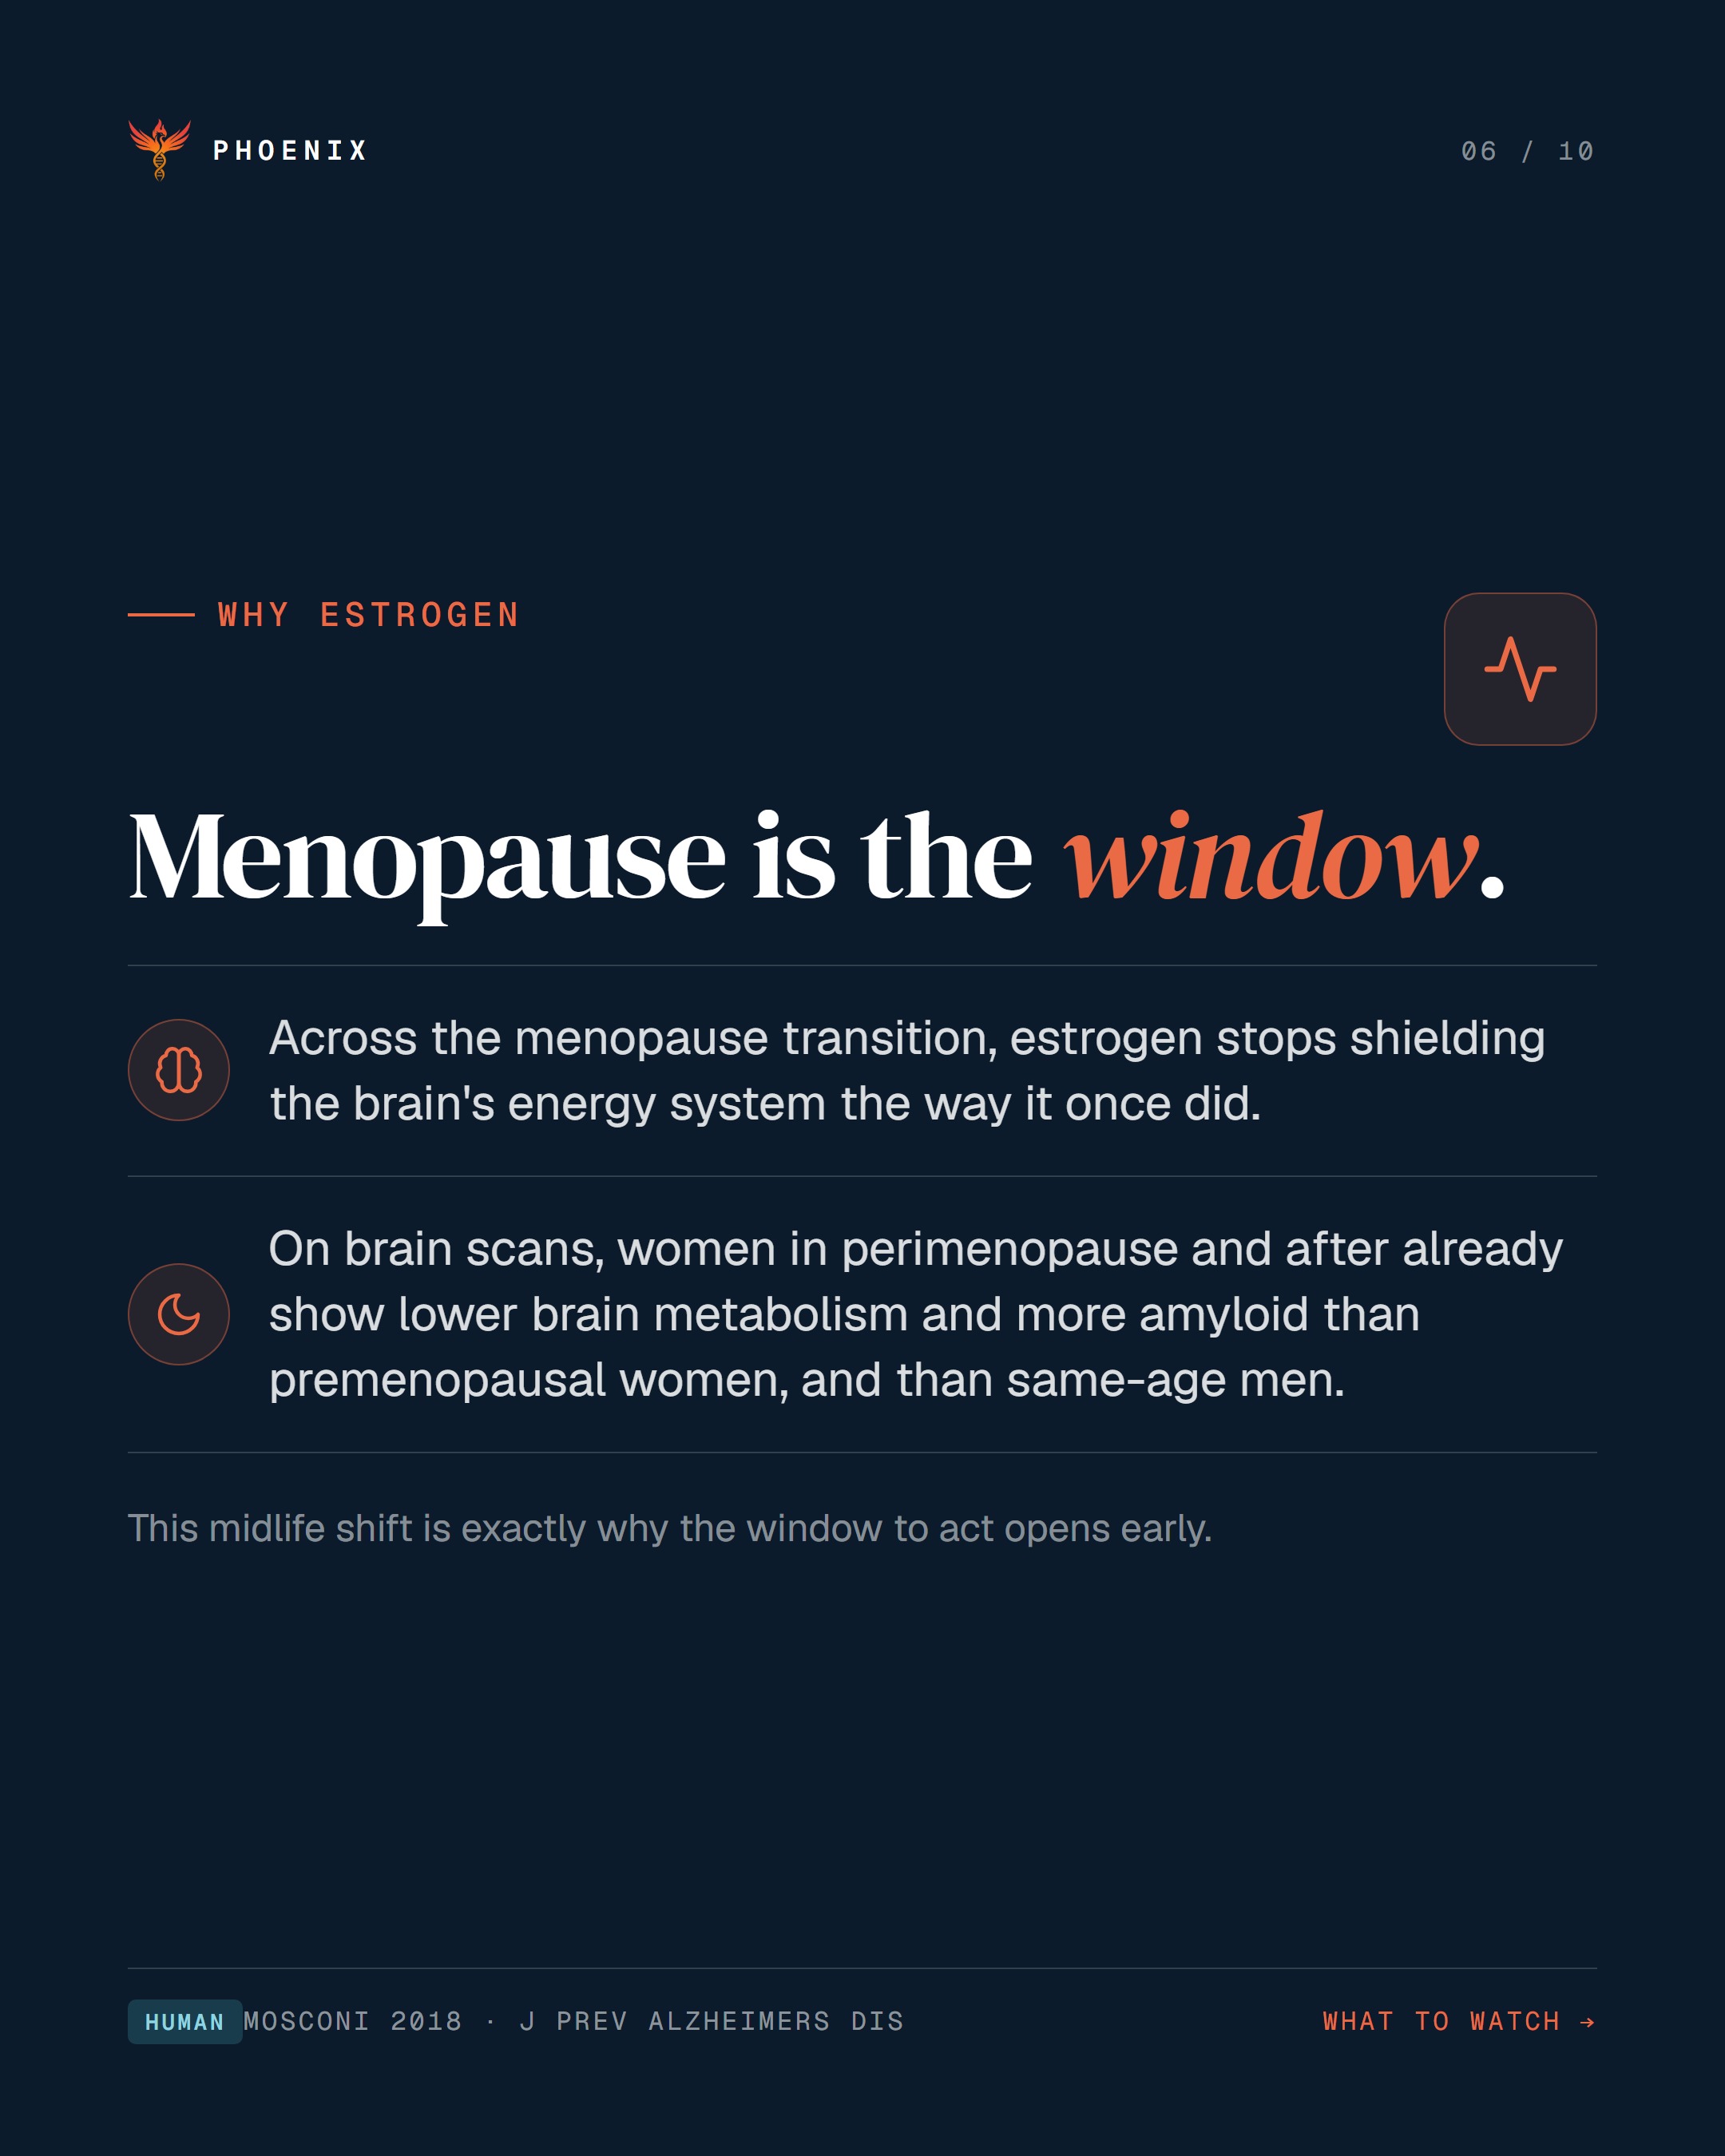 PHOENIX
06 / 10
WHY ESTROGEN
Menopause is the window.
Across the menopause transition, estrogen stops shielding
the brain's energy system the way it once did.
On brain scans, women in perimenopause and after already
show lower brain metabolism and more amyloid than
premenopausal women, and than same-age men.
This midlife shift is exactly why the window to act opens early.
HUMAN MOSCONI 2018 · J PREV ALZHEIMERS DIS
WHAT TO WATCH →